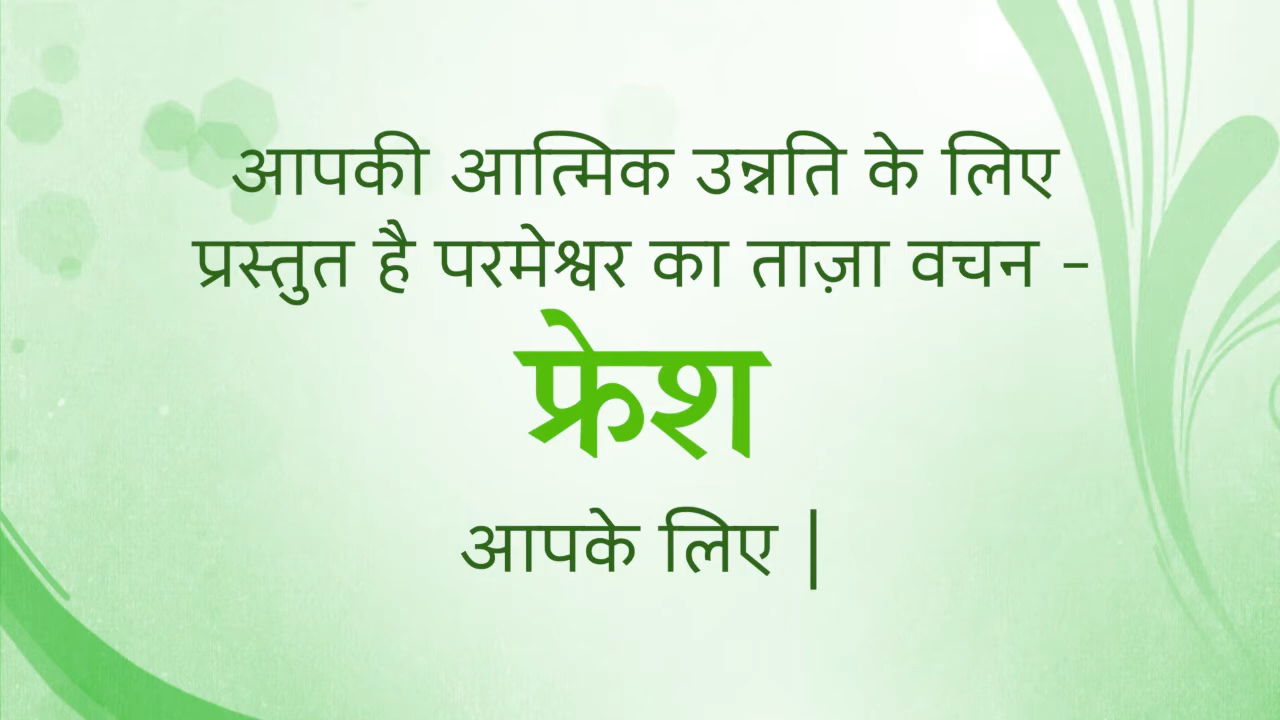 आपकी आत्मिक उन्नति के लिए
प्रस्तुत है परमेश्वर का ताज़ा वचन -
फ्रेश
आपके लिए |